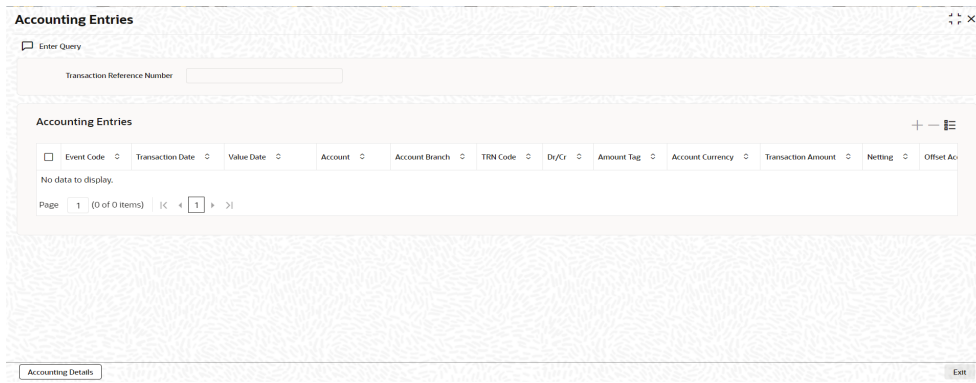 Accounting Entries
Enter Query
Transaction Reference Number
Accounting Entries
Event Code Transaction Date Value Date Account Account Branch TRN Code Dr/Cr Amount Tag Account Currency Transaction Amount Netting Offset Acc
No data to display.
Page 1 (0 of 0 items) 1
Accounting Details Exit